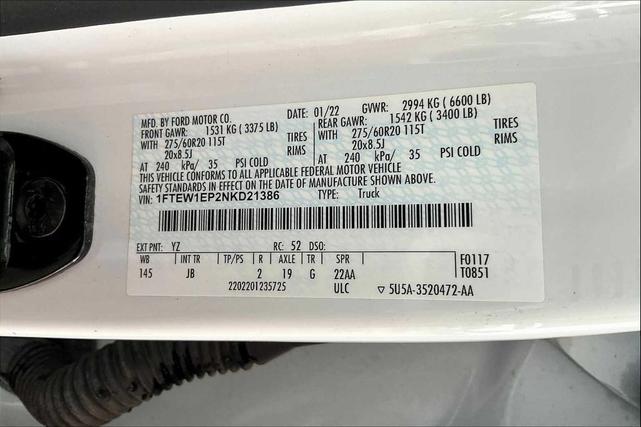 MFD. BY FORD MOTOR CO. DATE: 01/22 GVWR: 2994 KG ( 6600 LB)
FRONT GAWR: 1531 KG ( 3375 LB) REAR GAWR: 1542 KG ( 3400 LB)
WITH 275/60R20 115T TIRES WITH 275/60R20 115T TIRES
20x8.5J RIMS 20x8.5J RIMS
AT 240 kPa/ 35 PSI COLD AT 240 kPa/ 35 PSI COLD
THIS VEHICLE CONFORMS TO ALL APPLICABLE FEDERAL MOTOR VEHICLE
SAFETY STANDARDS IN EFFECT ON THE DATE OF MANUFACTURE SHOWN ABOVE.
VIN: 1FTEW1EP2NKD21386 TYPE: Truck
EXT PNT: YZ RC: 52 DSO:
WB INT TR TP/PS R AXLE TR SPR F0117
145 JB 2 19 G 22AA T0851
2202201235725 ULC ▽ 5U5A-3520472-AA